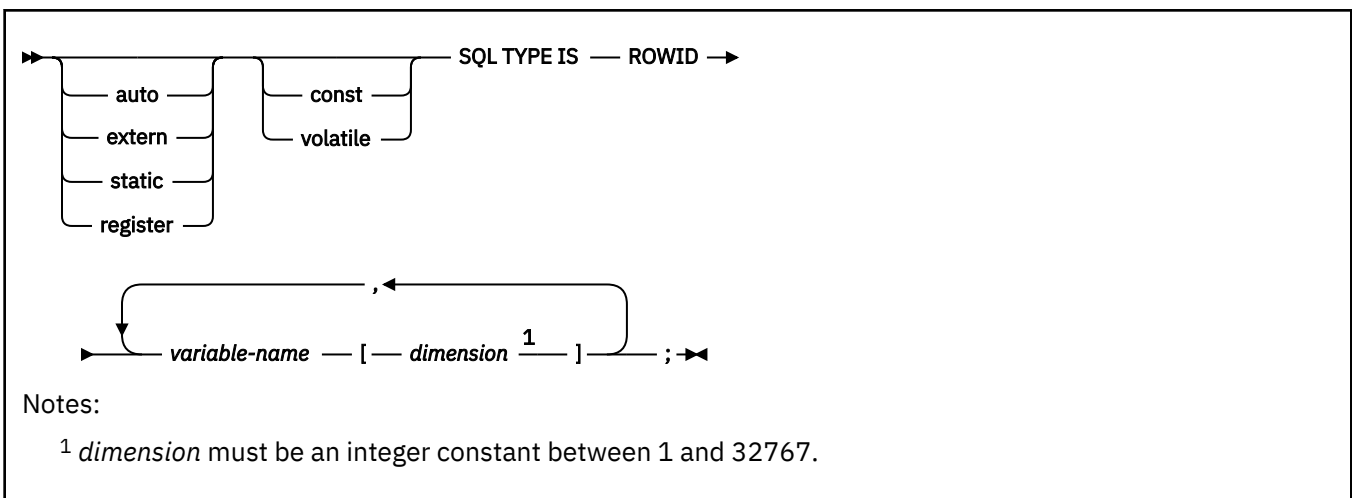 SQL TYPE IS ROWID
auto const
extern volatile
static
register
,
variable-name [ dimension 1 ] ;
Notes:
1 dimension must be an integer constant between 1 and 32767.